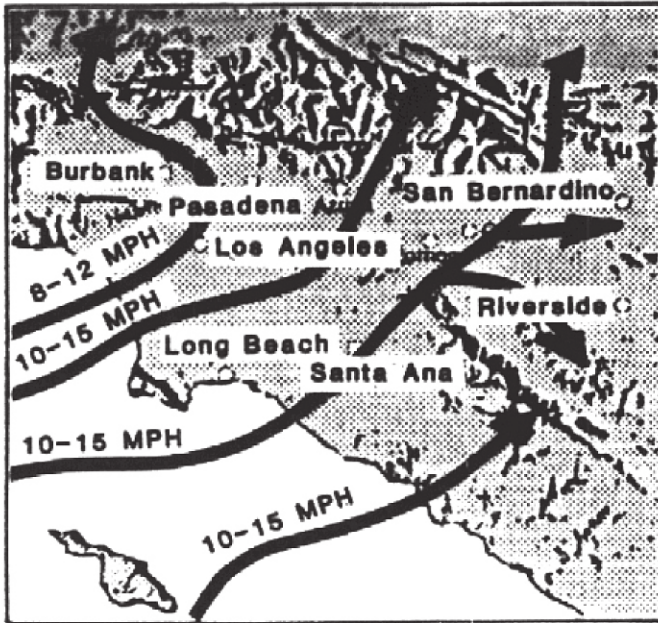 Burbank
San Bernardino
Pasadena
8-12 MPH
Los Angeles
10-15 MPH
Riverside
Long Beach
Santa Ana
10-15 MPH
10-15 MPH